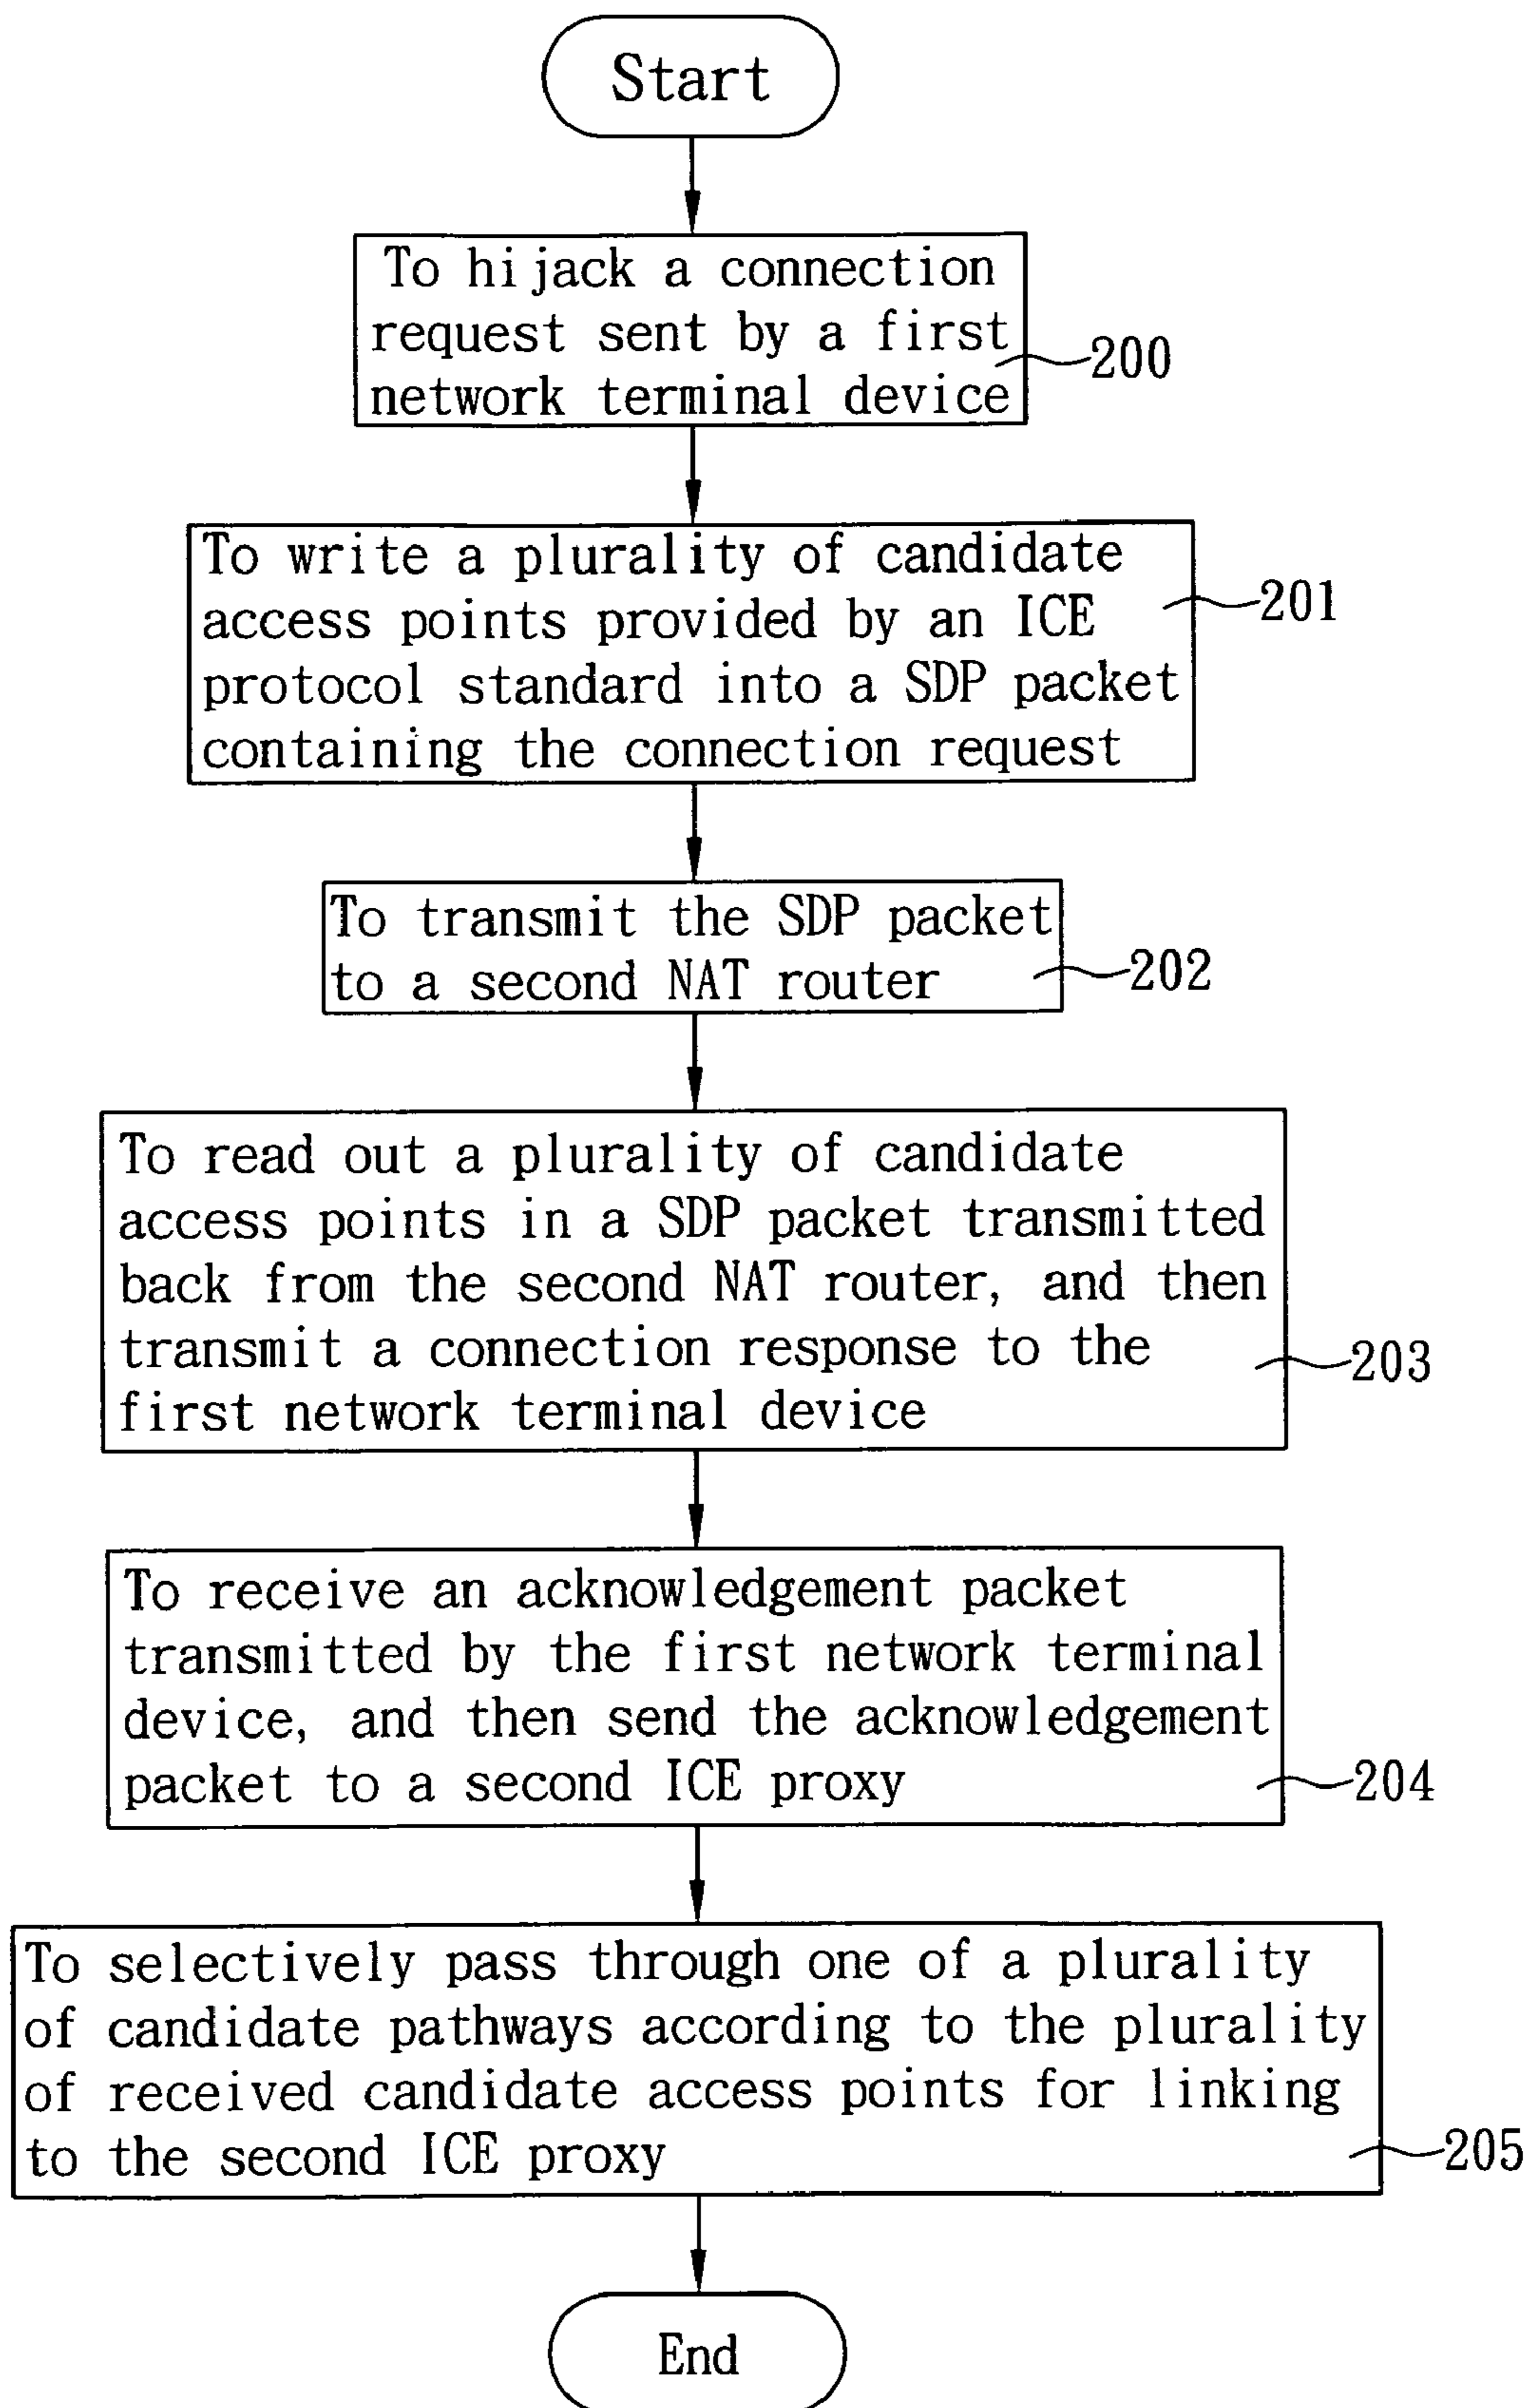 Start
To hijack a connection
request sent by a first
network terminal device
200
To write a plurality of candidate
access points provided by an ICE
protocol standard into a SDP packet
containing the connection request
201
To transmit the SDP packet
to a second NAT router
202
To read out a plurality of candidate
access points in a SDP packet transmitted
back from the second NAT router, and then
transmit a connection response to the
first network terminal device
203
To receive an acknowledgement packet
transmitted by the first network terminal
device, and then send the acknowledgement
packet to a second ICE proxy
204
To selectively pass through one of a plurality
of candidate pathways according to the plurality
of received candidate access points for linking
to the second ICE proxy
205
End